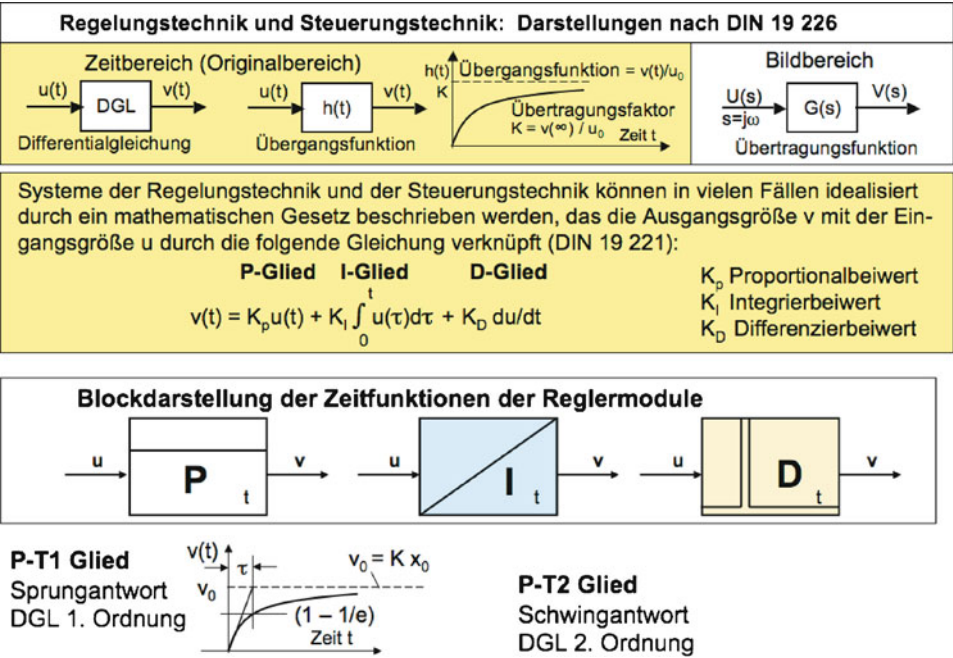 Regelungstechnik und Steuerungstechnik: Darstellungen nach DIN 19 226
Zeitbereich (Originalbereich)
u(t)
DGL
v(t)
Differentialgleichung
u(t)
h(t)
v(t)
Übergangsfunktion
h(t)
K
Übergangsfunktion = v(t)/u₀
Übertragungsfaktor
K = v(∞) / u₀
Zeit t
Bildbereich
U(s)
s=jω
G(s)
V(s)
Übertragungsfunktion
Systeme der Regelungstechnik und der Steuerungstechnik können in vielen Fällen idealisiert
durch ein mathematischen Gesetz beschrieben werden, das die Ausgangsgröße v mit der Ein-
gangsgröße u durch die folgende Gleichung verknüpft (DIN 19 221):
P-Glied I-Glied D-Glied
v(t) = Kₚu(t) + K_I ∫₀ᵗ u(τ)dτ + K_D du/dt
Kₚ Proportionalbeiwert
K_I Integrierbeiwert
K_D Differenzierbeiwert
Blockdarstellung der Zeitfunktionen der Reglermodule
u
P
t
v
u
I
t
v
u
D
t
v
P-T1 Glied
Sprungantwort
DGL 1. Ordnung
v(t)
τ
v₀
v₀ = K x₀
(1 – 1/e)
Zeit t
P-T2 Glied
Schwingantwort
DGL 2. Ordnung